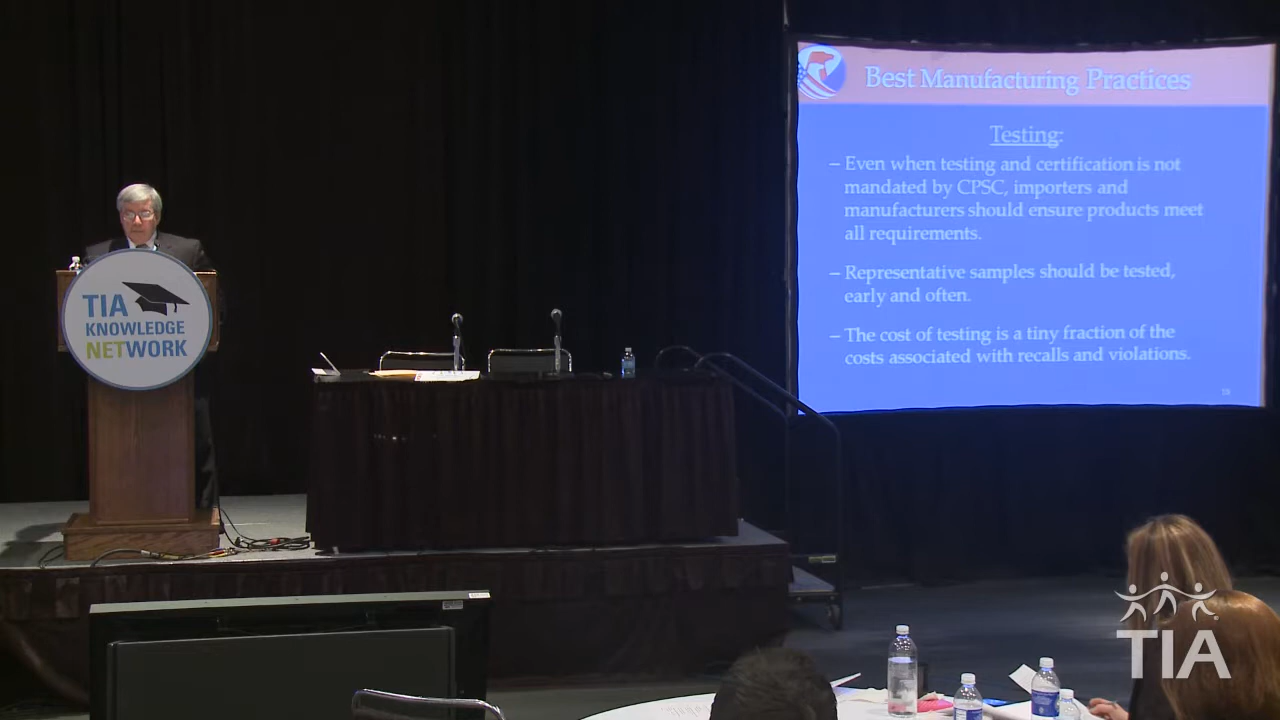 Best Manufacturing Practices
Testing:
– Even when testing and certification is not
mandated by CPSC, importers and
manufacturers should ensure products meet
all requirements.
– Representative samples should be tested,
early and often.
– The cost of testing is a tiny fraction of the
costs associated with recalls and violations.
TIA
KNOWLEDGE
NETWORK
TIA